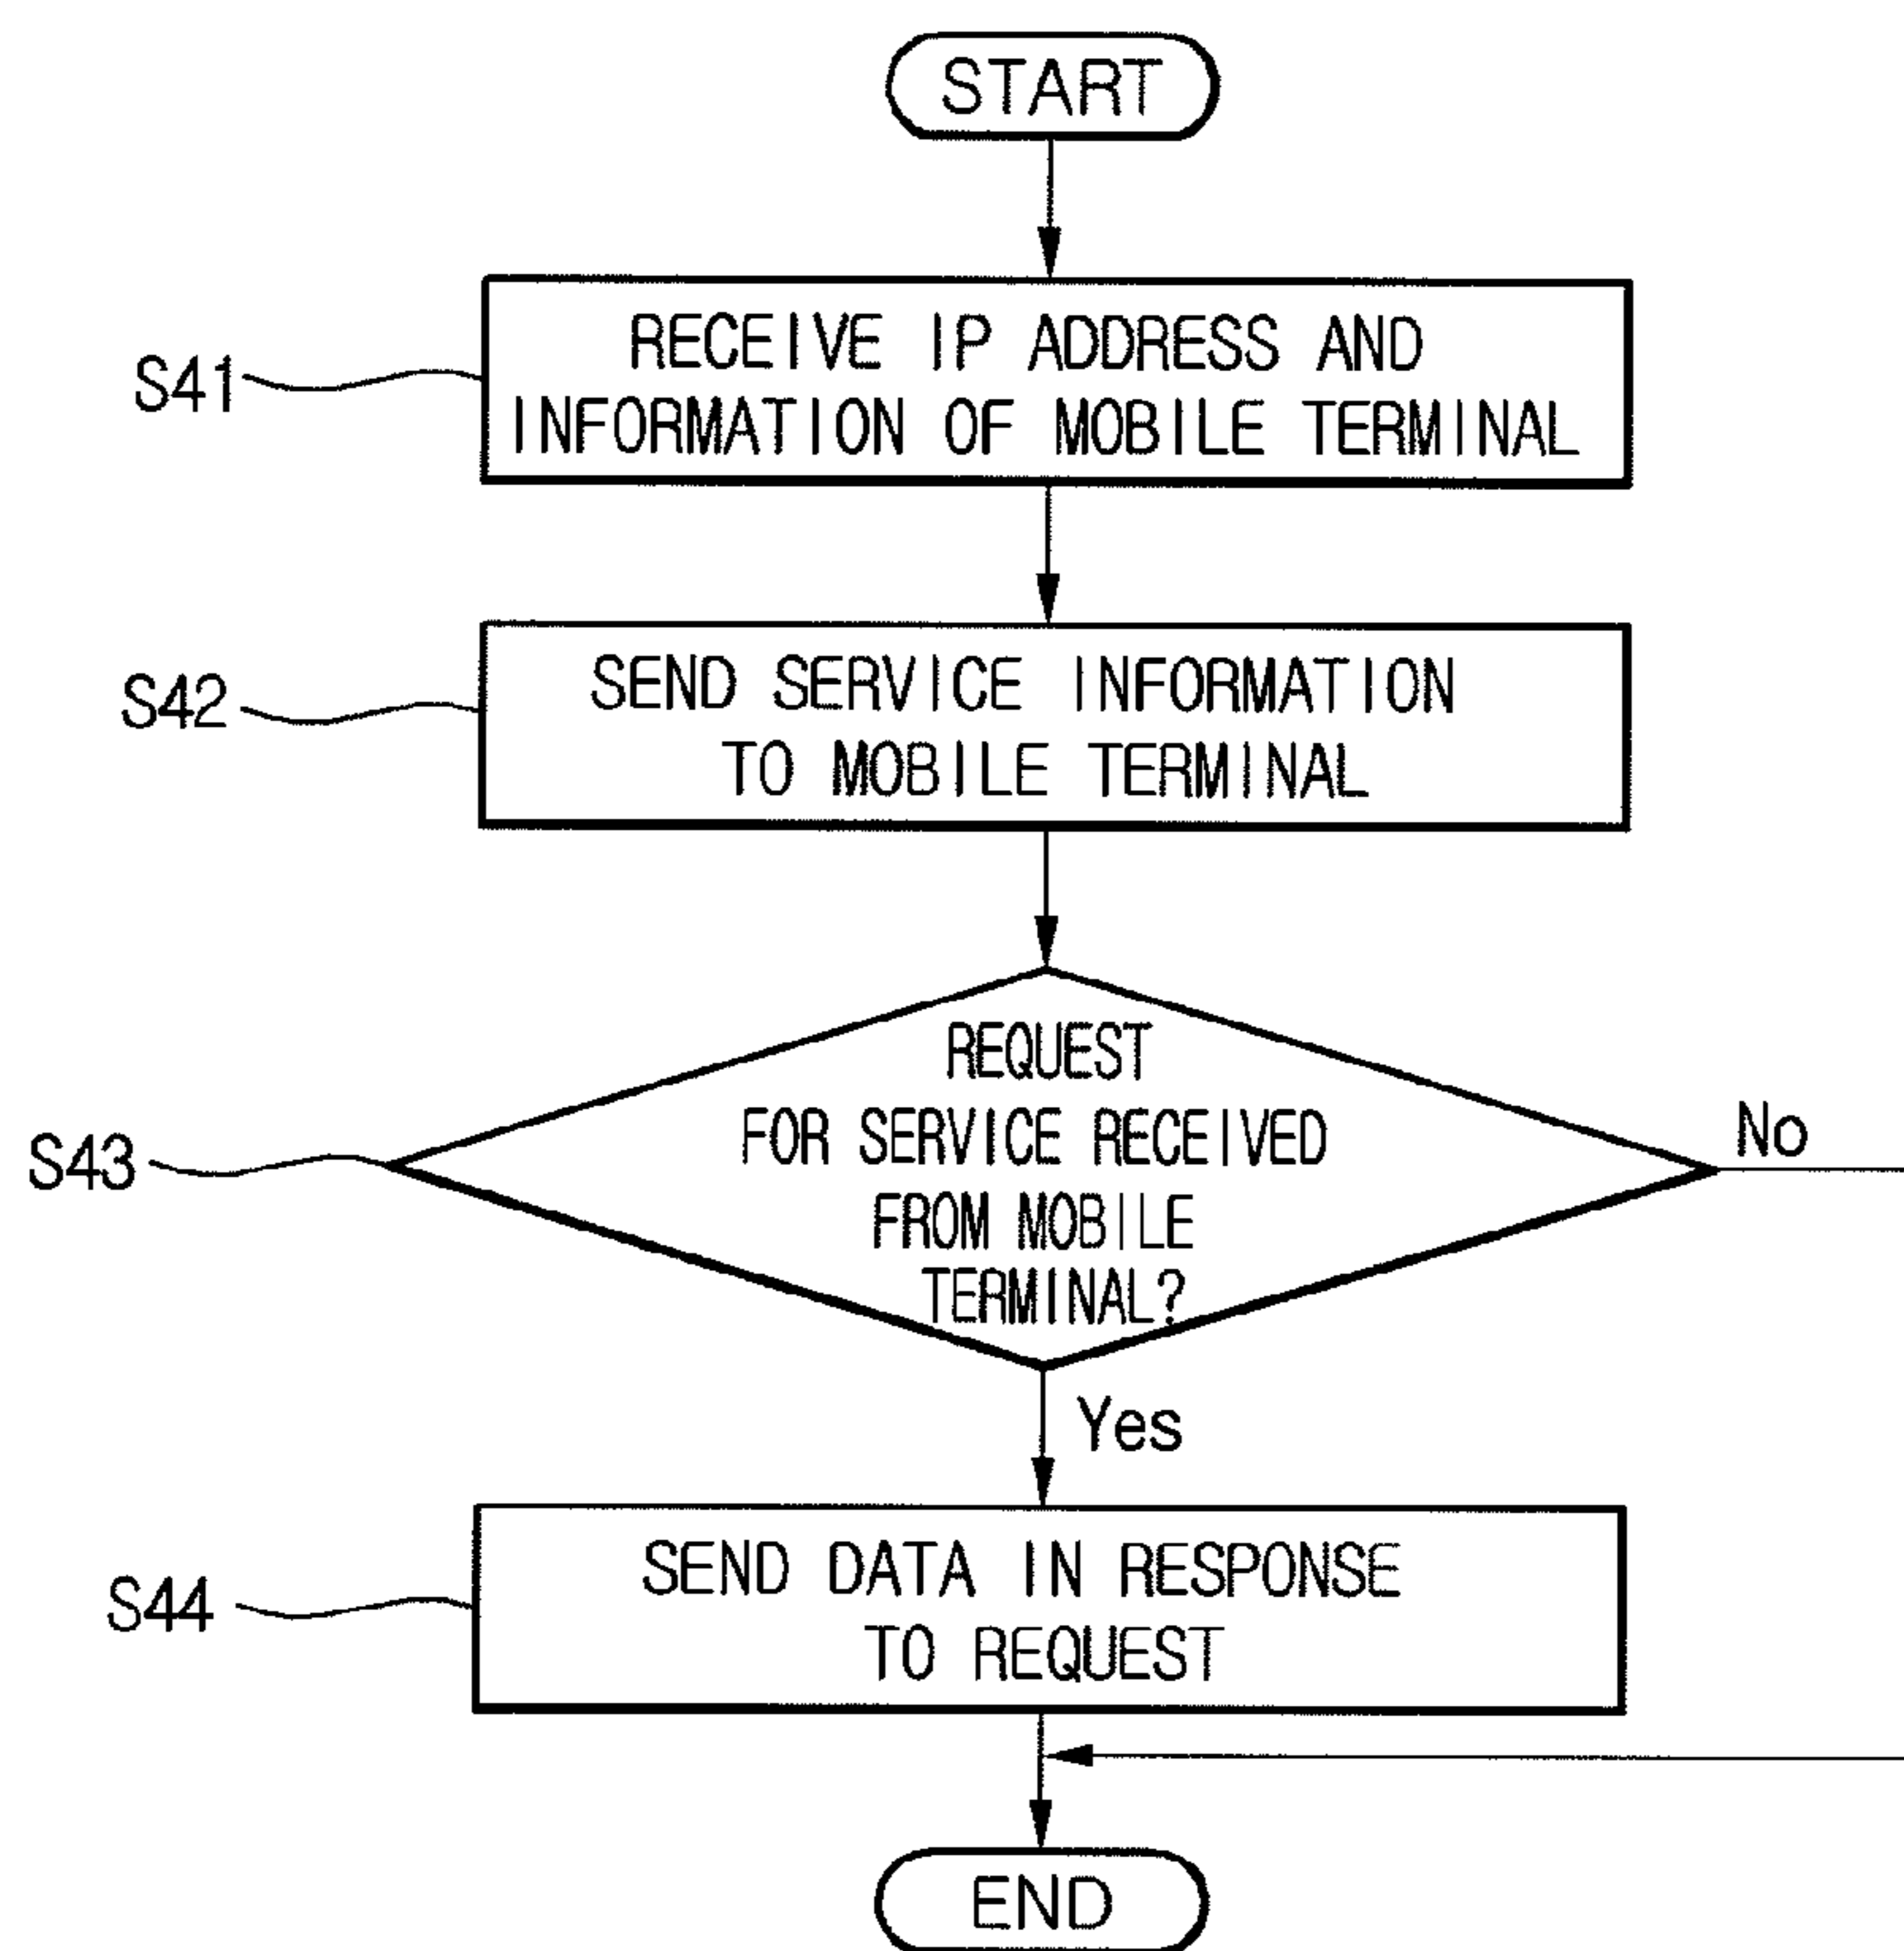 START
S41
RECEIVE IP ADDRESS AND
INFORMATION OF MOBILE TERMINAL
S42
SEND SERVICE INFORMATION
TO MOBILE TERMINAL
S43
REQUEST
FOR SERVICE RECEIVED
FROM MOBILE
TERMINAL?
No
Yes
S44
SEND DATA IN RESPONSE
TO REQUEST
END